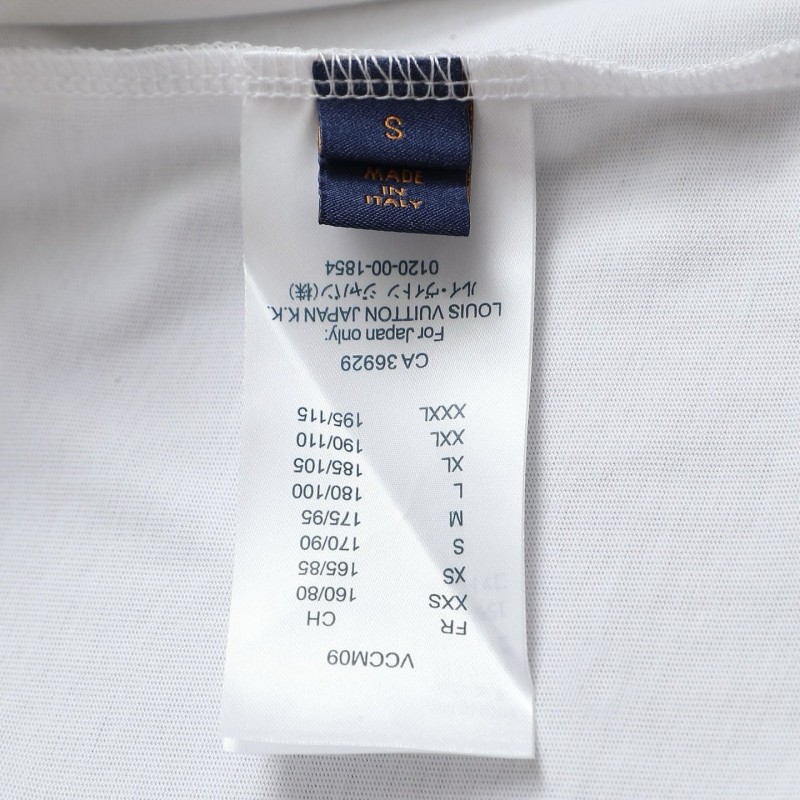 S
MADE
IN
ITALY
VCCM09
FR CH
XXS 160/80
XS 165/85
S 170/90
M 175/95
L 180/100
XL 185/105
XXL 190/110
XXXL 195/115
CA 36929
For Japan only:
LOUIS VUITTON JAPAN K.K.
ルイ・ヴィトン ジャパン(株)
0120-00-1854